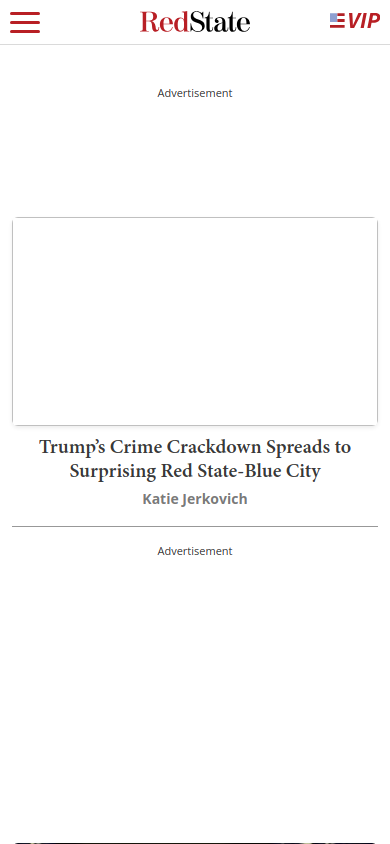 RedState
VIP
Advertisement
Trump’s Crime Crackdown Spreads to
Surprising Red State-Blue City
Katie Jerkovich
Advertisement